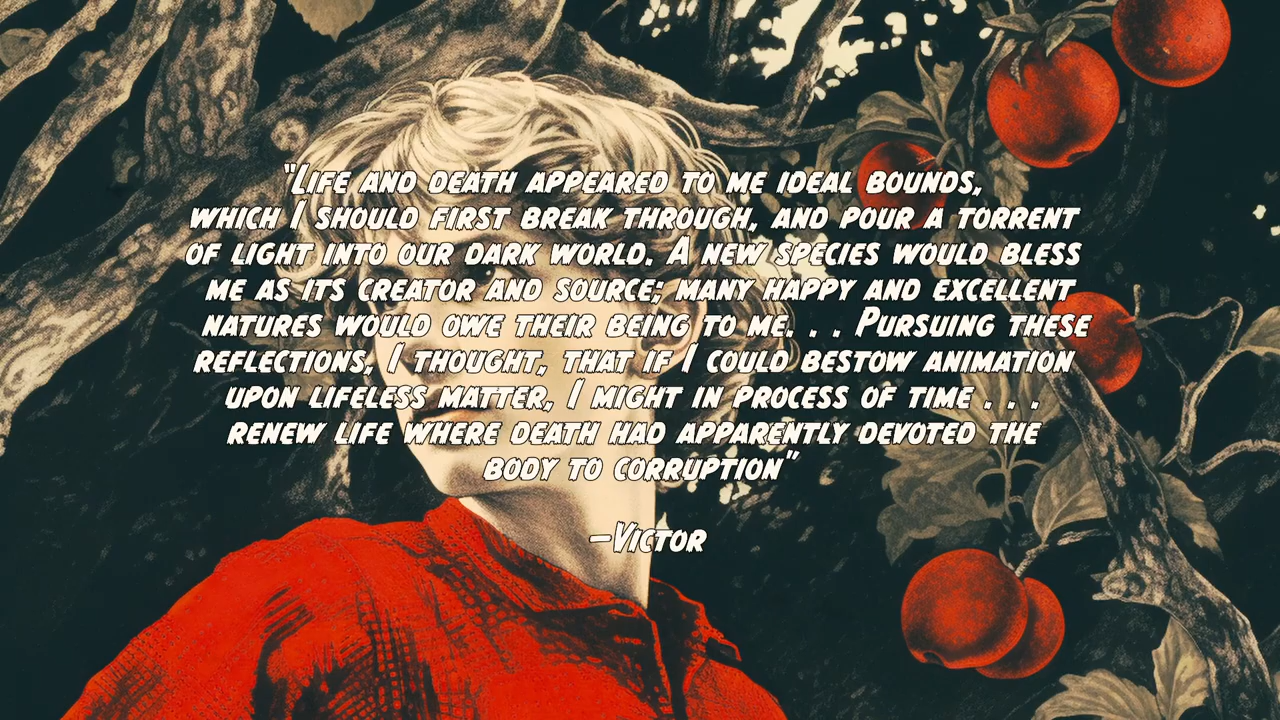 "Life and death appeared to me ideal bounds,
which I should first break through, and pour a torrent
of light into our dark world. A new species would bless
me as its creator and source; many happy and excellent
natures would owe their being to me. . . Pursuing these
reflections, I thought, that if I could bestow animation
upon lifeless matter, I might in process of time . . .
renew life where death had apparently devoted the
body to corruption"
–Victor